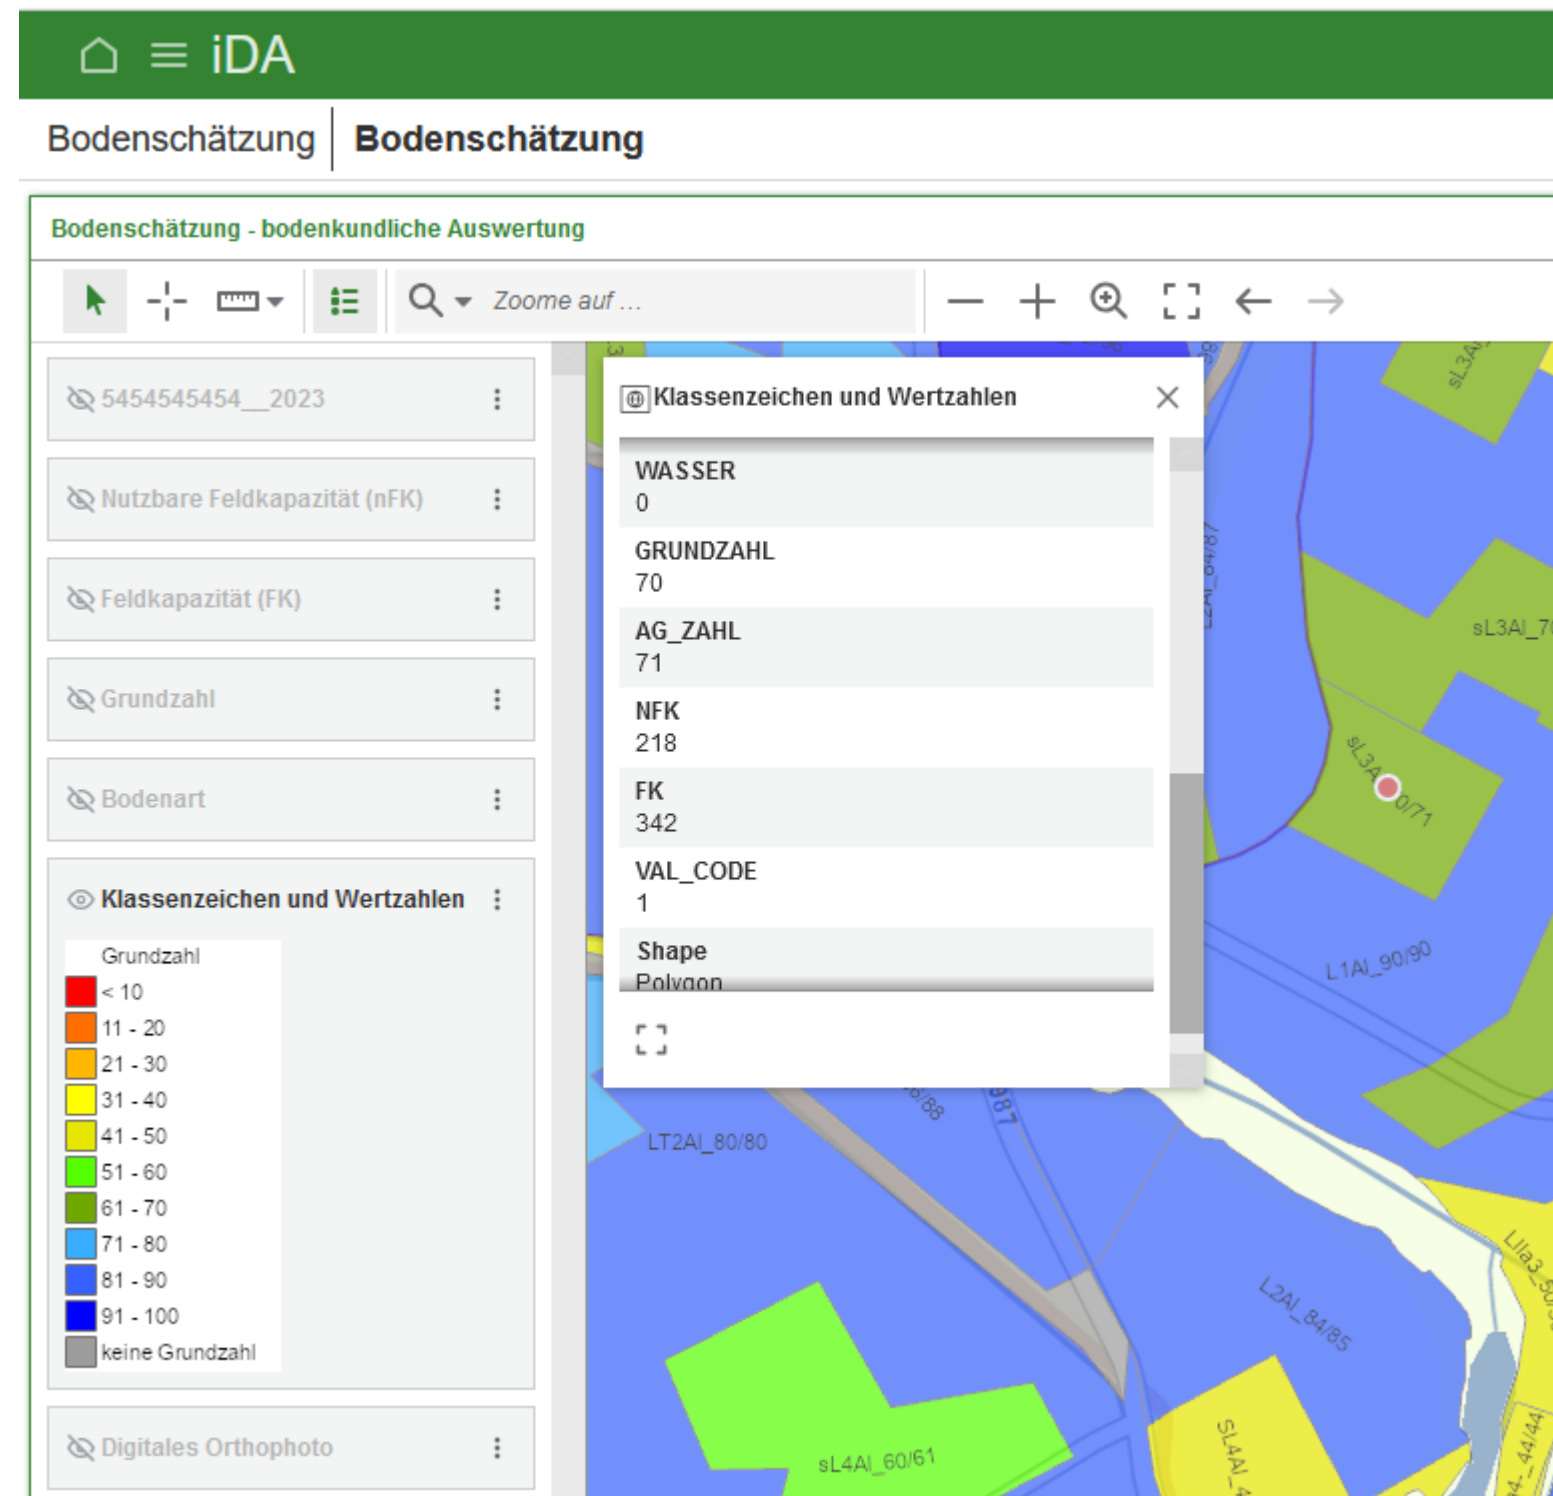 iDA
Bodenschätzung
Bodenschätzung
Bodenschätzung - bodenkundliche Auswertung
Zoome auf ...
5454545454__2023
Nutzbare Feldkapazität (nFK)
Feldkapazität (FK)
Grundzahl
Bodenart
Klassenzeichen und Wertzahlen
Grundzahl
< 10
11 - 20
21 - 30
31 - 40
41 - 50
51 - 60
61 - 70
71 - 80
81 - 90
91 - 100
keine Grundzahl
Digitales Orthophoto
Klassenzeichen und Wertzahlen
WASSER
0
GRUNDZAHL
70
AG_ZAHL
71
NFK
218
FK
342
VAL_CODE
1
Shape
Polygon
L2Al_84/87
L1Al_90/90
LT2Al_80/80
L2Al_84/85
sL4Al_60/61